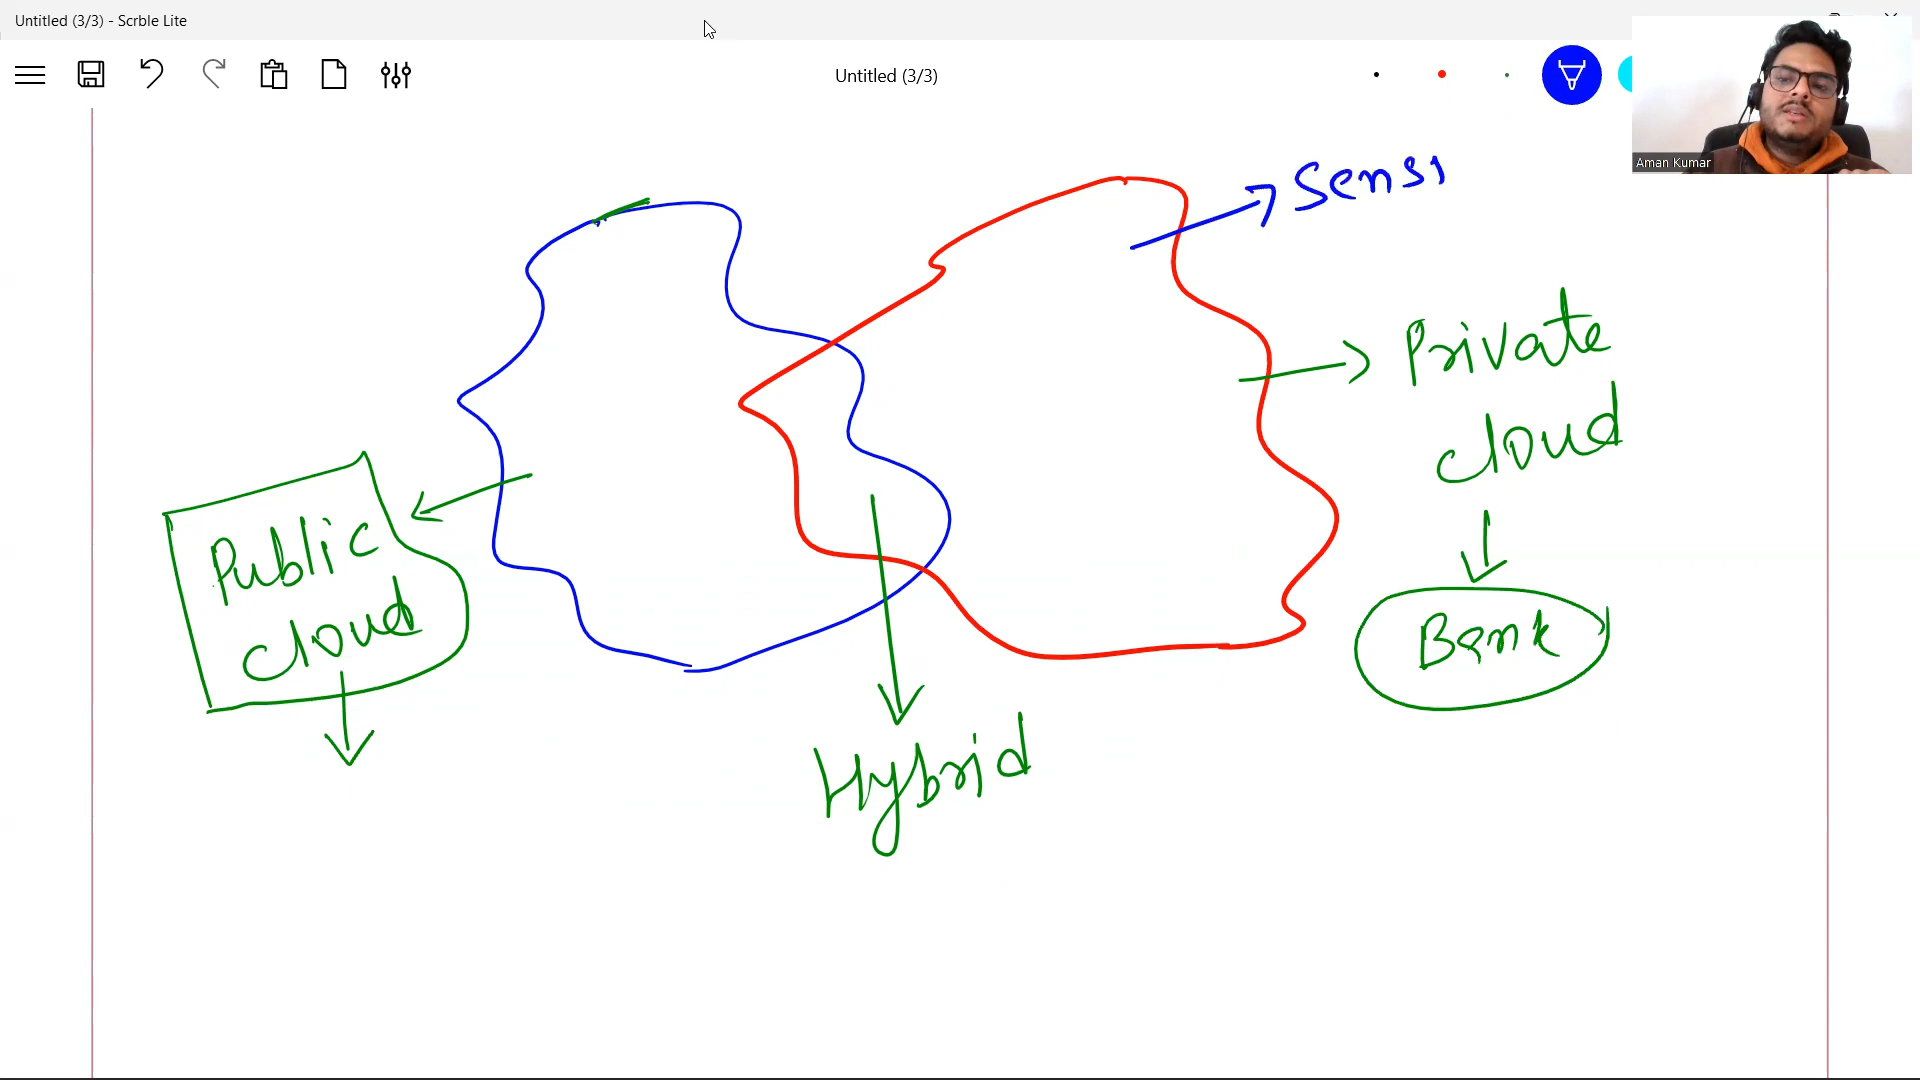 Untitled (3/3) - Scrble Lite
Untitled (3/3)
Aman Kumar
Sensi
Private
cloud
Public
cloud
Bank
Hybrid